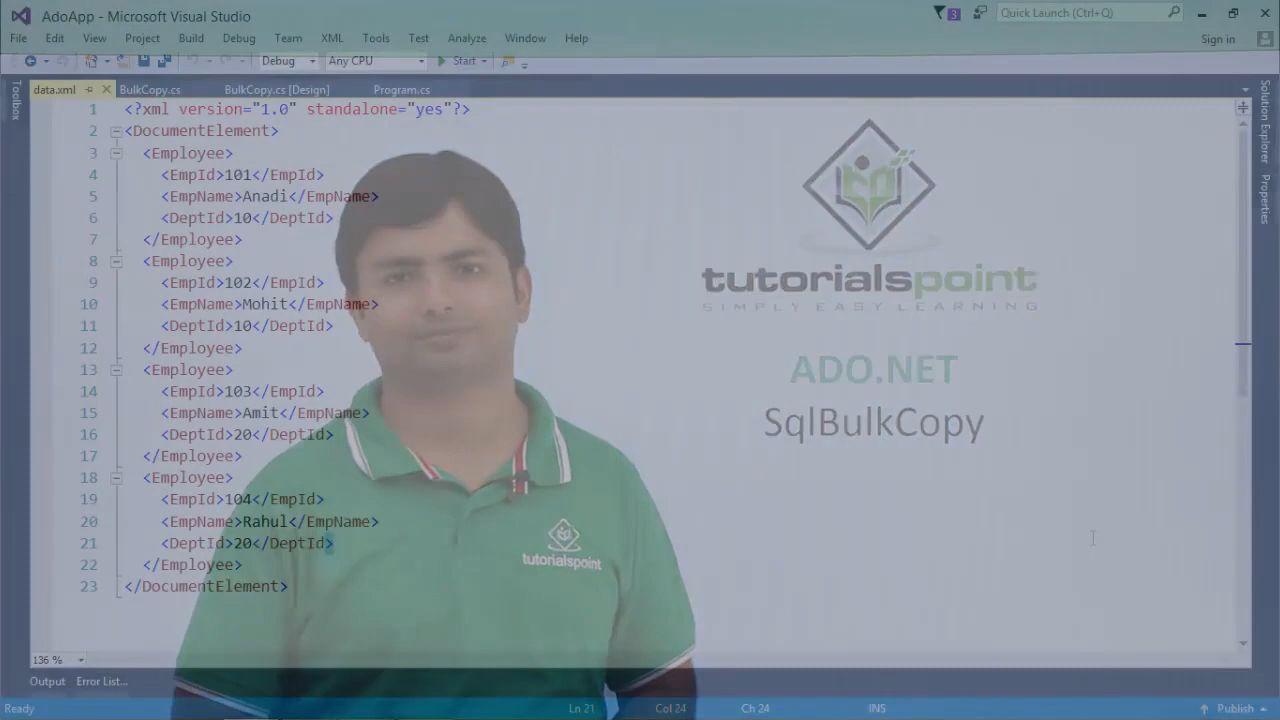 AdoApp - Microsoft Visual Studio
3
Quick Launch (Ctrl+Q)
File Edit View Project Build Debug Team XML Tools Test Analyze Window Help
Sign in
Debug Any CPU Start
Toolbox
data.xml BulkCopy.cs BulkCopy.cs [Design] Program.cs
Solution Explorer
Properties
1 <?xml version="1.0" standalone="yes"?>
2 <DocumentElement>
3 <Employee>
4 <EmpId>101</EmpId>
5 <EmpName>Anadi</EmpName>
6 <DeptId>10</DeptId>
7 </Employee>
8 <Employee>
9 <EmpId>102</EmpId>
10 <EmpName>Mohit</EmpName>
11 <DeptId>10</DeptId>
12 </Employee>
13 <Employee>
14 <EmpId>103</EmpId>
15 <EmpName>Amit</EmpName>
16 <DeptId>20</DeptId>
17 </Employee>
18 <Employee>
19 <EmpId>104</EmpId>
20 <EmpName>Rahul</EmpName>
21 <DeptId>20</DeptId>
22 </Employee>
23 </DocumentElement>
tutorialspoint
SIMPLY EASY LEARNING
ADO.NET
SqlBulkCopy
tutorialspoint
136 %
Output Error List...
Ready Ln 21 Col 24 Ch 24 INS Publish